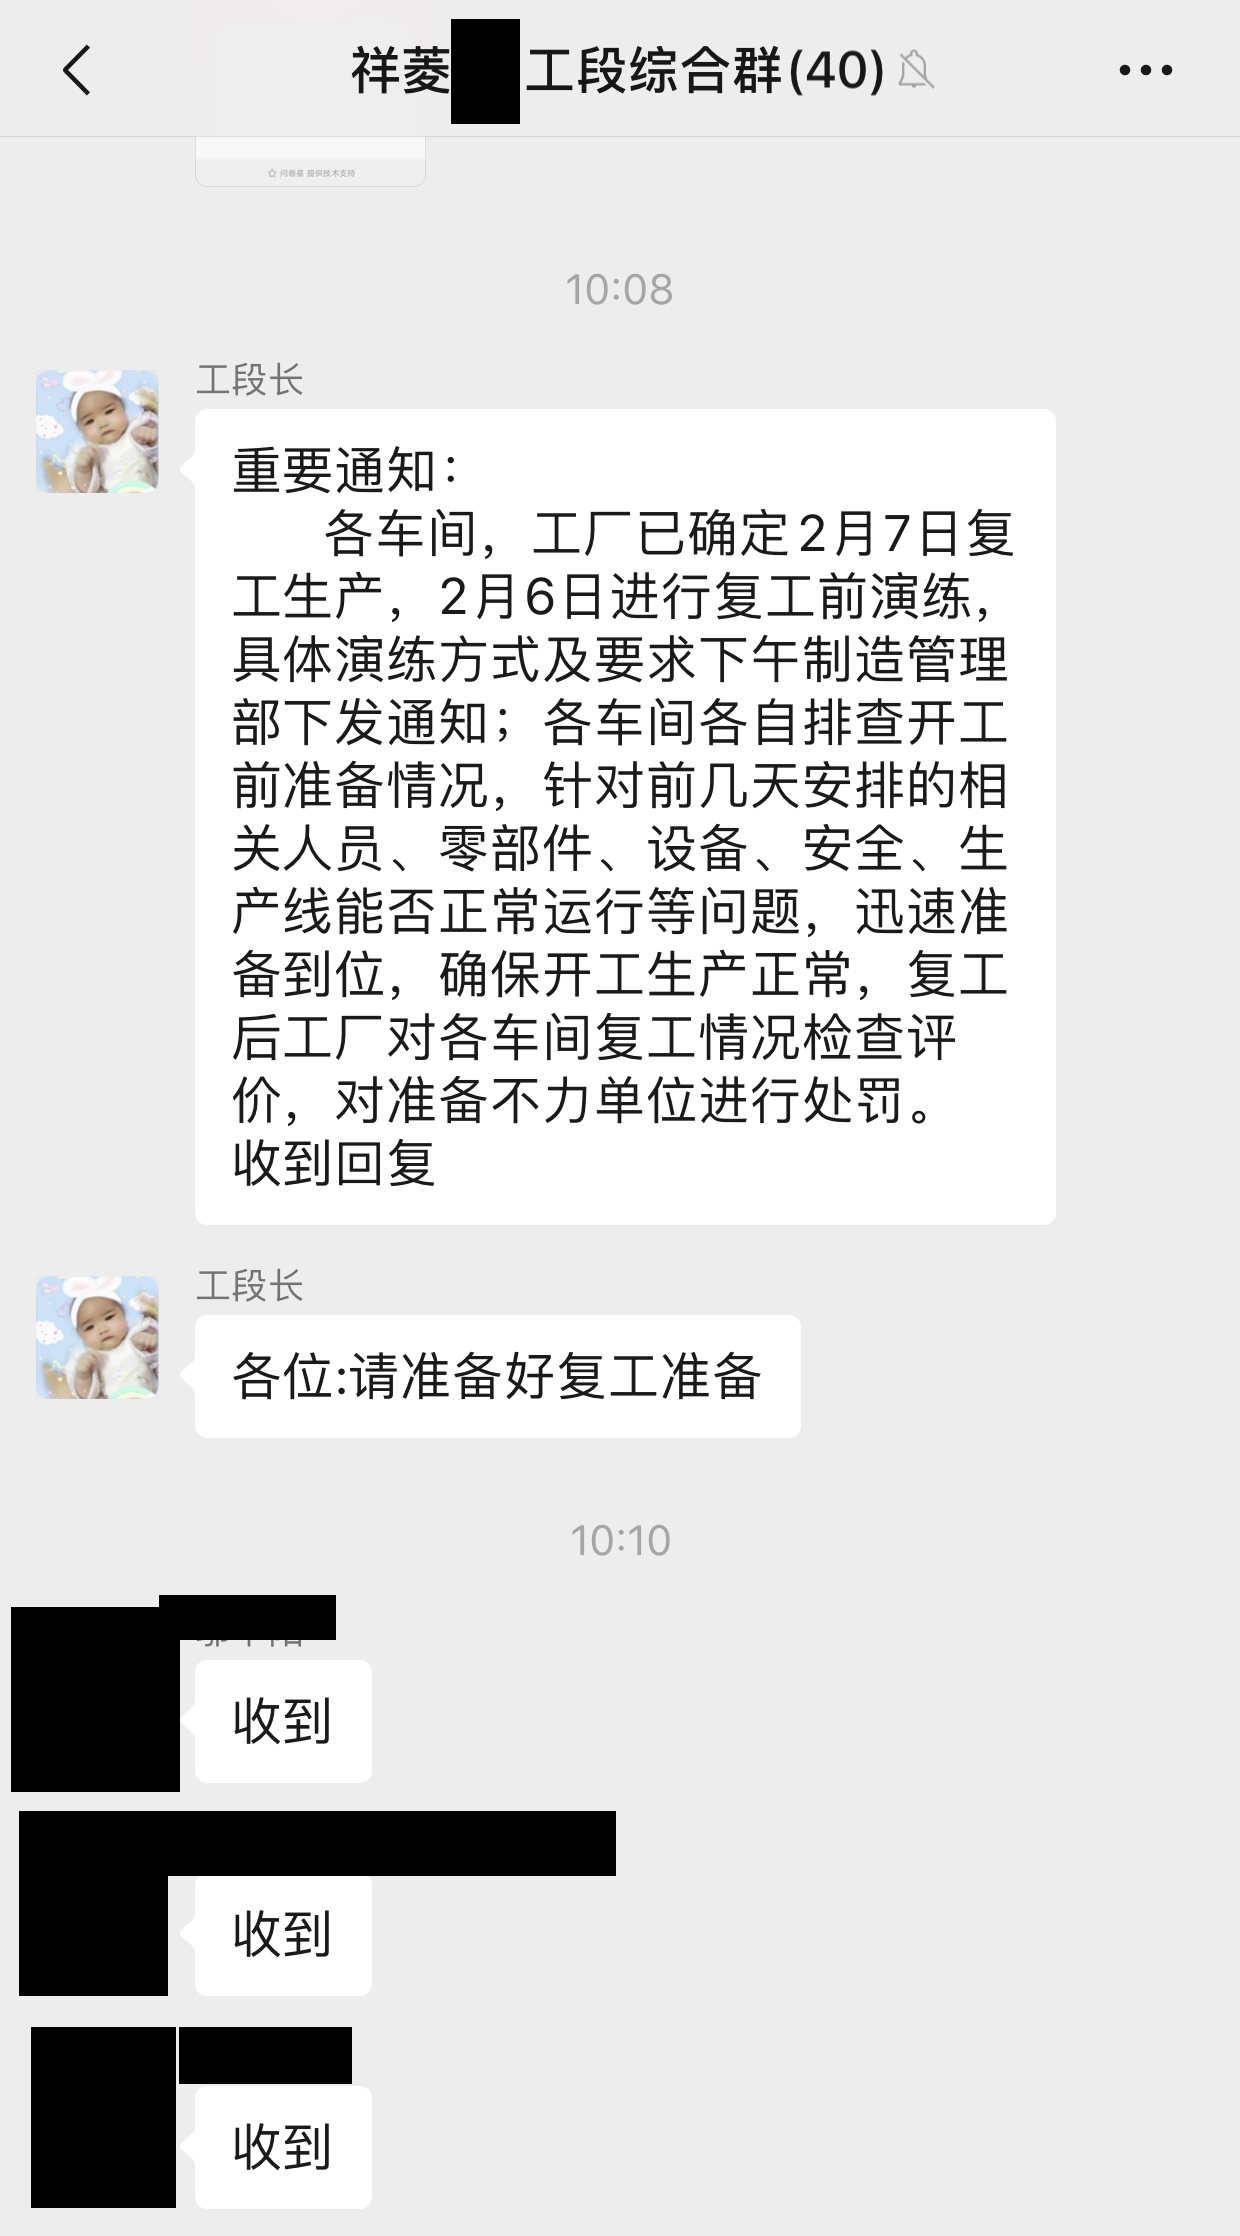 祥菱 工段综合群(40)
问卷星 提供技术支持
10:08
工段长
重要通知：
各车间，工厂已确定2月7日复
工生产，2月6日进行复工前演练，
具体演练方式及要求下午制造管理
部下发通知；各车间各自排查开工
前准备情况，针对前几天安排的相
关人员、零部件、设备、安全、生
产线能否正常运行等问题，迅速准
备到位，确保开工生产正常，复工
后工厂对各车间复工情况检查评
价，对准备不力单位进行处罚。
收到回复
工段长
各位:请准备好复工准备
10:10
收到
收到
收到